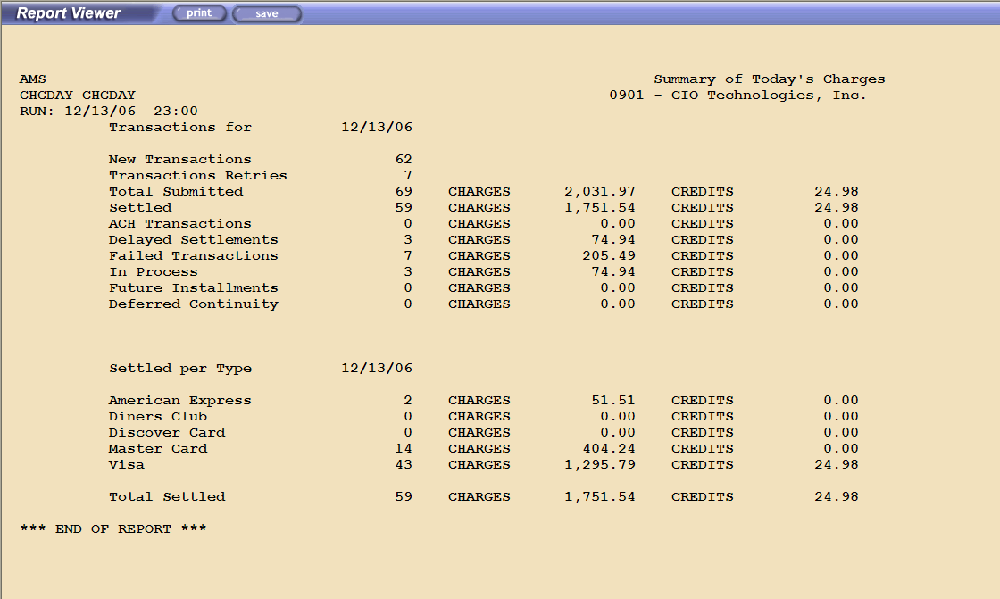 Report Viewer print save
AMS Summary of Today's Charges
CHGDAY CHGDAY 0901 - CIO Technologies, Inc.
RUN: 12/13/06 23:00
Transactions for 12/13/06
New Transactions 62
Transactions Retries 7
Total Submitted 69 CHARGES 2,031.97 CREDITS 24.98
Settled 59 CHARGES 1,751.54 CREDITS 24.98
ACH Transactions 0 CHARGES 0.00 CREDITS 0.00
Delayed Settlements 3 CHARGES 74.94 CREDITS 0.00
Failed Transactions 7 CHARGES 205.49 CREDITS 0.00
In Process 3 CHARGES 74.94 CREDITS 0.00
Future Installments 0 CHARGES 0.00 CREDITS 0.00
Deferred Continuity 0 CHARGES 0.00 CREDITS 0.00
Settled per Type 12/13/06
American Express 2 CHARGES 51.51 CREDITS 0.00
Diners Club 0 CHARGES 0.00 CREDITS 0.00
Discover Card 0 CHARGES 0.00 CREDITS 0.00
Master Card 14 CHARGES 404.24 CREDITS 0.00
Visa 43 CHARGES 1,295.79 CREDITS 24.98
Total Settled 59 CHARGES 1,751.54 CREDITS 24.98
*** END OF REPORT ***